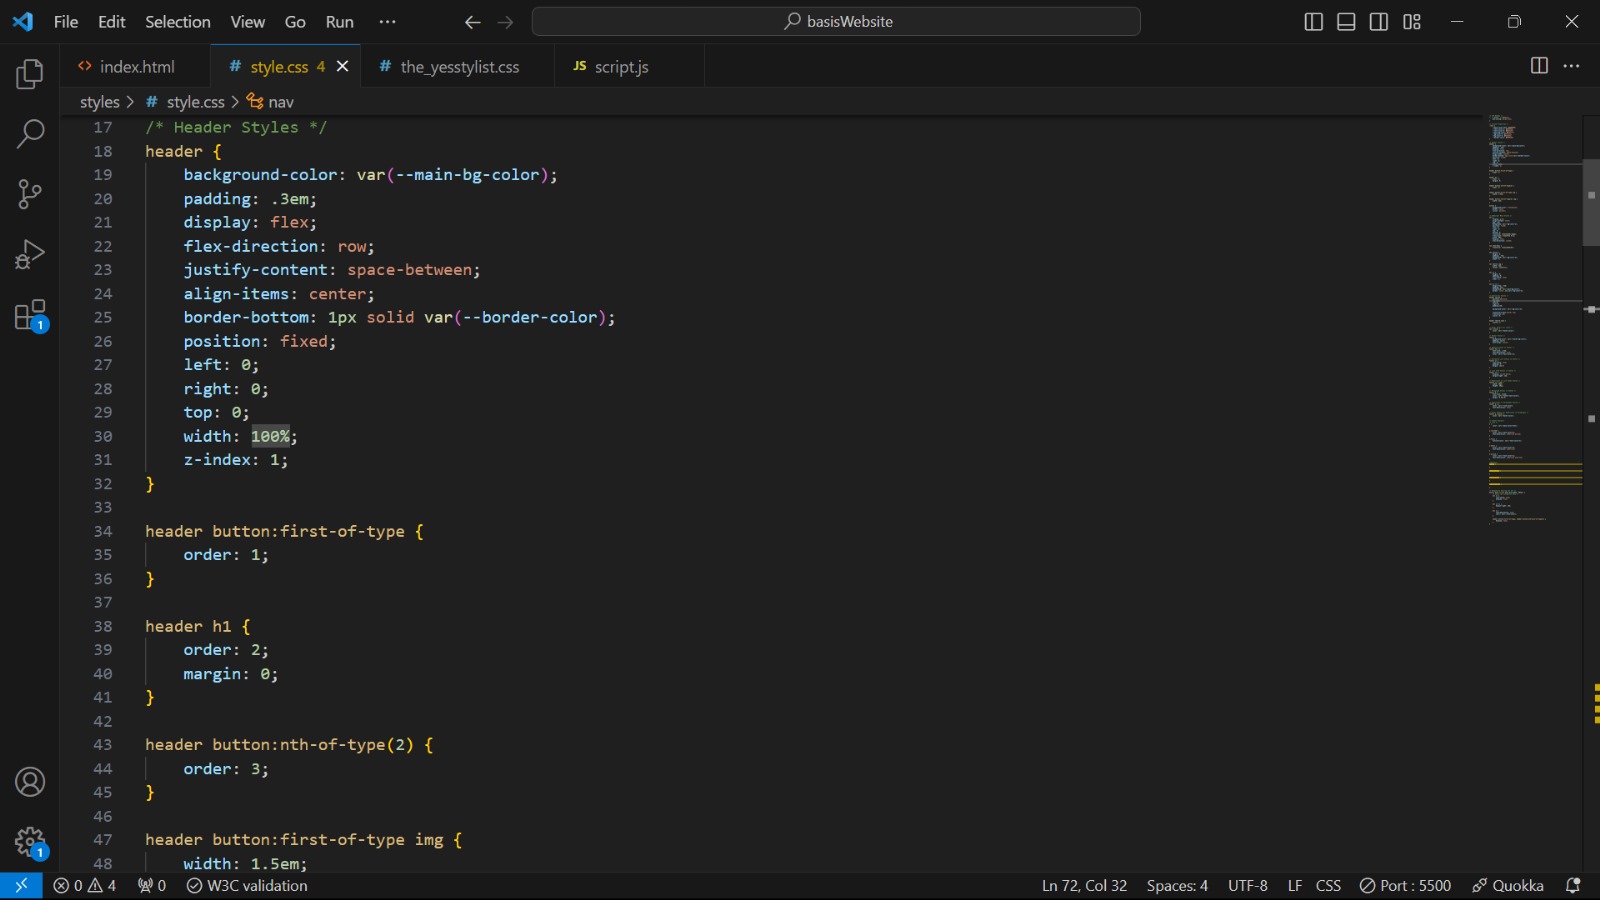 File Edit Selection View Go Run ··· basisWebsite
index.html # style.css 4 # the_yesstylist.css JS script.js
styles > # style.css > nav
17 /* Header Styles */
18 header {
19 background-color: var(--main-bg-color);
20 padding: .3em;
21 display: flex;
22 flex-direction: row;
23 justify-content: space-between;
24 align-items: center;
25 border-bottom: 1px solid var(--border-color);
26 position: fixed;
27 left: 0;
28 right: 0;
29 top: 0;
30 width: 100%;
31 z-index: 1;
32 }
33
34 header button:first-of-type {
35 order: 1;
36 }
37
38 header h1 {
39 order: 2;
40 margin: 0;
41 }
42
43 header button:nth-of-type(2) {
44 order: 3;
45 }
46
47 header button:first-of-type img {
48 width: 1.5em;
1
1
0 4 0 W3C validation Ln 72, Col 32 Spaces: 4 UTF-8 LF CSS Port : 5500 Quokka